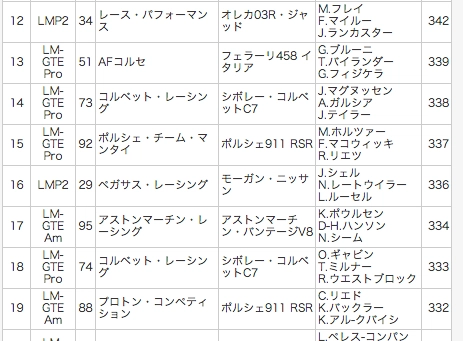 12 LMP2 34 レース・パフォーマンス オレカ03R・ジャッド M.フレイ F.マイルー J.ランカスター 342
13 LM-GTE Pro 51 AFコルセ フェラーリ458 イタリア G.ブルーニ T.バイランダー G.フィジケラ 339
14 LM-GTE Pro 73 コルベット・レーシング シボレー・コルベットC7 J.マグヌッセン A.ガルシア J.テイラー 338
15 LM-GTE Pro 92 ポルシェ・チーム・マンタイ ポルシェ911 RSR M.ホルツァー F.マコウィッキ R.リエツ 337
16 LMP2 29 ペガサス・レーシング モーガン・ニッサン J.シェル N.レートウイラー L.ルーセル 336
17 LM-GTE Am 95 アストンマーチン・レーシング アストンマーチン・バンテージV8 K.ポウルセン D-H.ハンソン N.シーム 334
18 LM-GTE Pro 74 コルベット・レーシング シボレー・コルベットC7 O.ギャビン T.ミルナー R.ウエストブロック 333
19 LM-GTE Am 88 プロトン・コンペティション ポルシェ911 RSR C.リエド K.バックラー K.アル-クバイシ 332
L.ペレス-コンパン